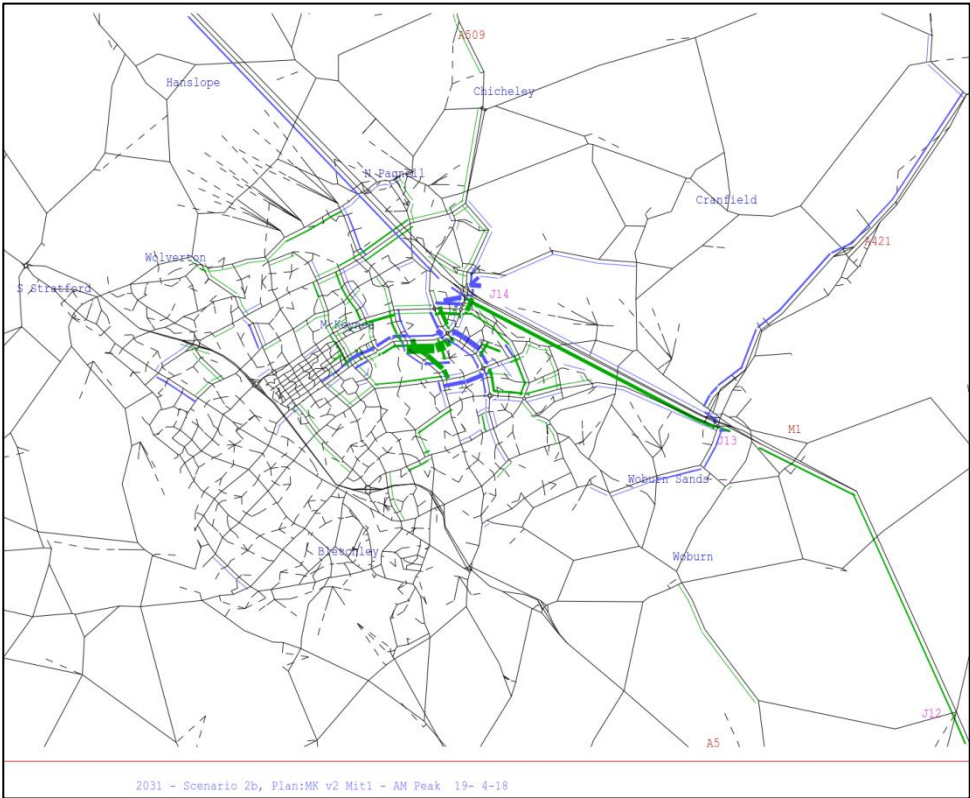 A509
Hanslope
Chicheley
N Pagnell
Cranfield
A421
Wolverton
S Stratford
J14
M1
J13
Woburn Sands
Bletchley
Woburn
J12
A5
2031 - Scenario 2b, Plan:MK v2 Mit1 - AM Peak 19- 4-18